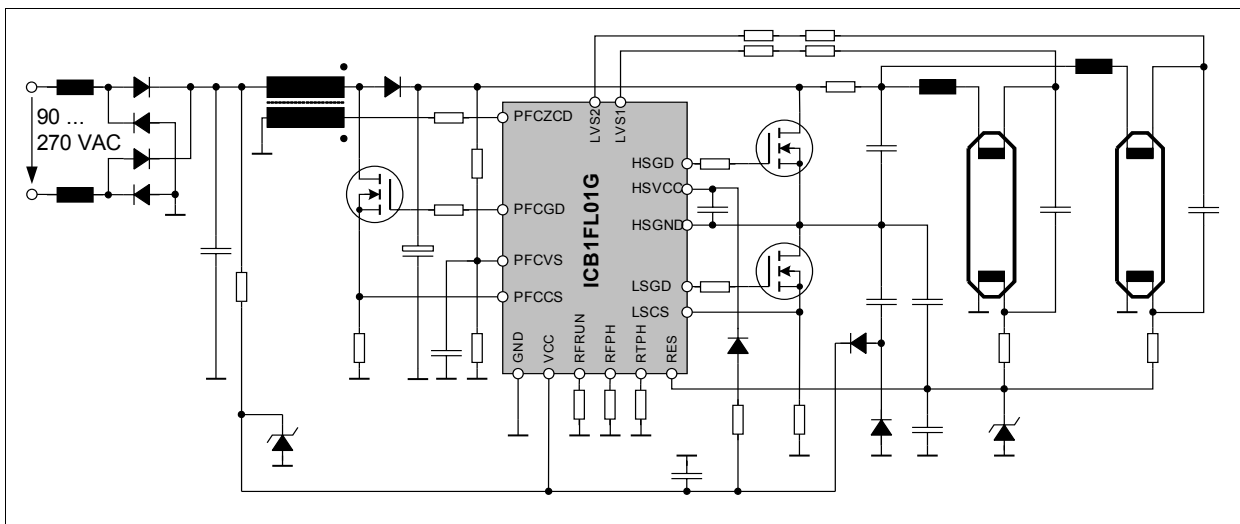 90 ...
270 VAC
PFCZCD
PFCGD
PFCVS
PFCCS
LVS2
LVS1
ICB1FL01G
HSGD
HSVCC
HSGND
LSGD
LSCS
GND
VCC
RFRUN
RFPH
RTPH
RES